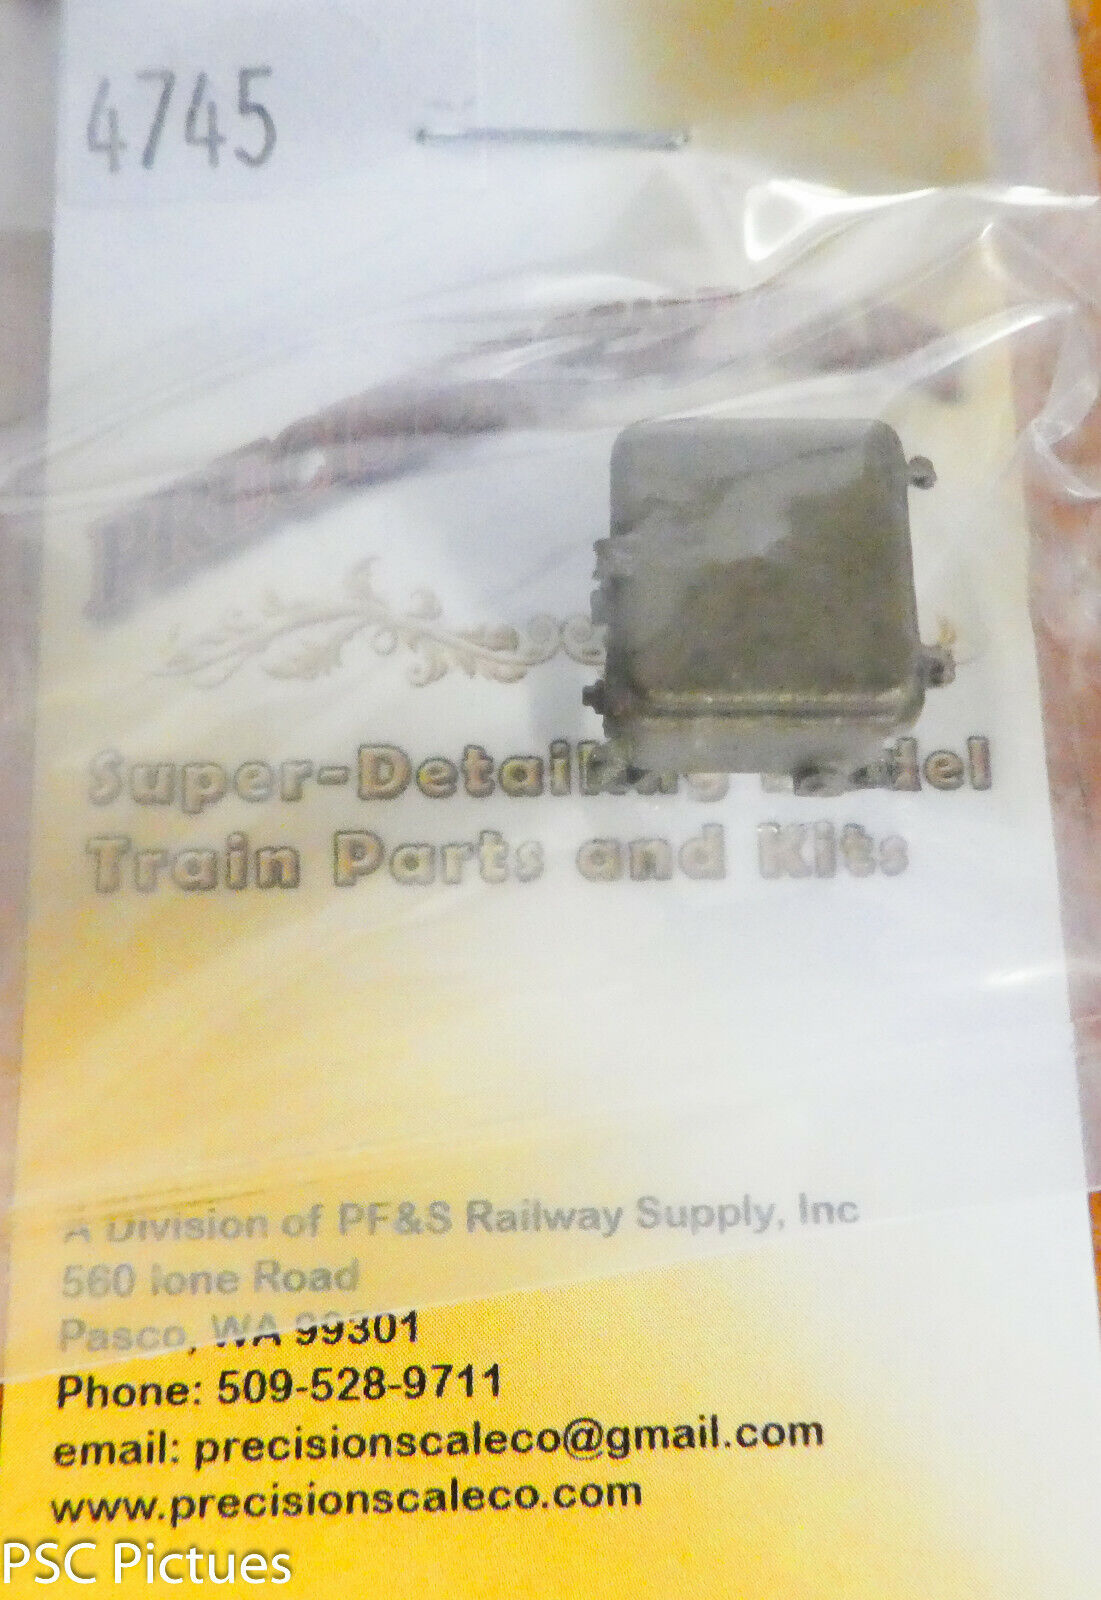 4745
PRECISION
Super-Detailing Model
Train Parts and Kits
A Division of PF&S Railway Supply, Inc
560 Ione Road
Pasco, WA 99301
Phone: 509-528-9711
email: precisionscaleco@gmail.com
www.precisionscaleco.com
PSC Pictues